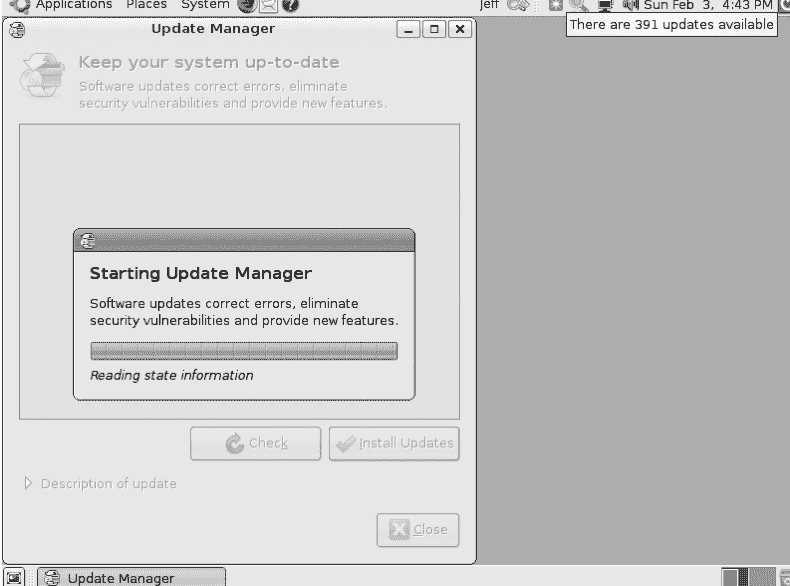 Applications Places System Jeff Sun Feb 3, 4:43 PM
There are 391 updates available
Update Manager
Keep your system up-to-date
Software updates correct errors, eliminate
security vulnerabilities and provide new features.
Starting Update Manager
Software updates correct errors, eliminate
security vulnerabilities and provide new features.
Reading state information
Check Install Updates
Description of update
Close
Update Manager